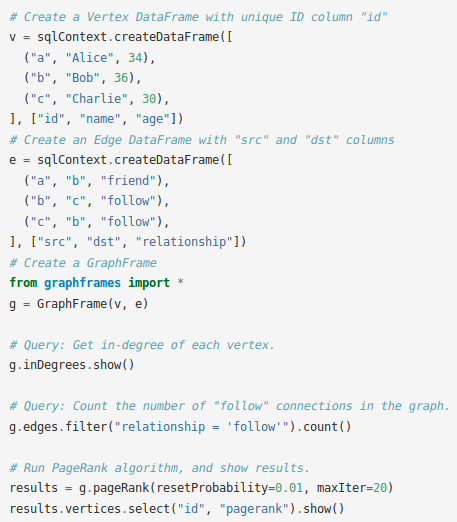 # Create a Vertex DataFrame with unique ID column "id"
v = sqlContext.createDataFrame([
  ("a", "Alice", 34),
  ("b", "Bob", 36),
  ("c", "Charlie", 30),
], ["id", "name", "age"])
# Create an Edge DataFrame with "src" and "dst" columns
e = sqlContext.createDataFrame([
  ("a", "b", "friend"),
  ("b", "c", "follow"),
  ("c", "b", "follow"),
], ["src", "dst", "relationship"])
# Create a GraphFrame
from graphframes import *
g = GraphFrame(v, e)

# Query: Get in-degree of each vertex.
g.inDegrees.show()

# Query: Count the number of "follow" connections in the graph.
g.edges.filter("relationship = 'follow'").count()

# Run PageRank algorithm, and show results.
results = g.pageRank(resetProbability=0.01, maxIter=20)
results.vertices.select("id", "pagerank").show()